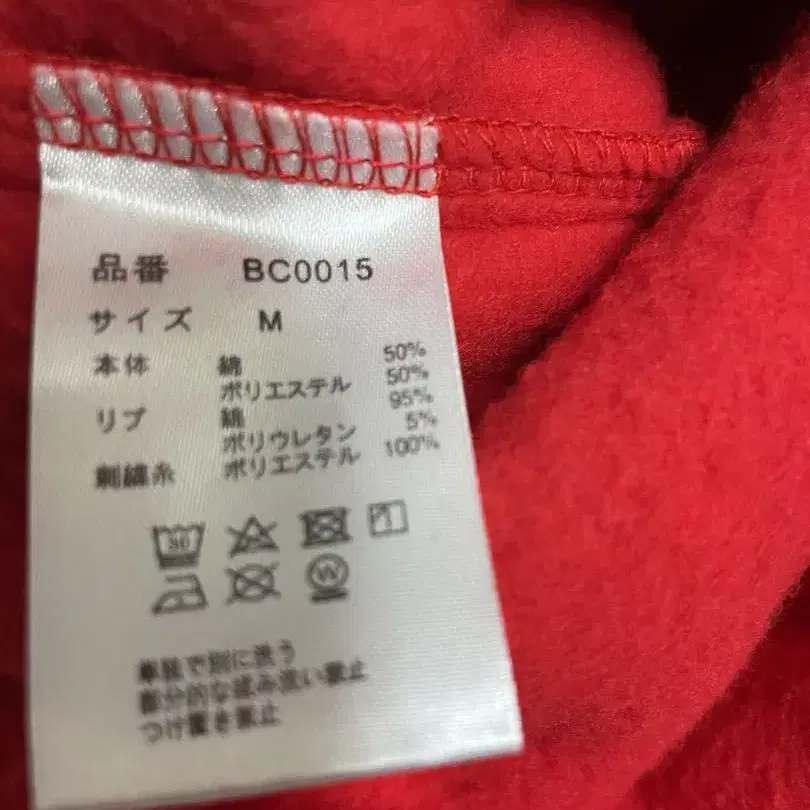 品番 BC0015
サイズ M
本体 綿 50%
ポリエステル 50%
リブ 綿 95%
ポリウレタン 5%
刺繍糸 ポリエステル 100%
30
W
単独で別に洗う
部分的な揉み洗い禁止
つけ置き禁止